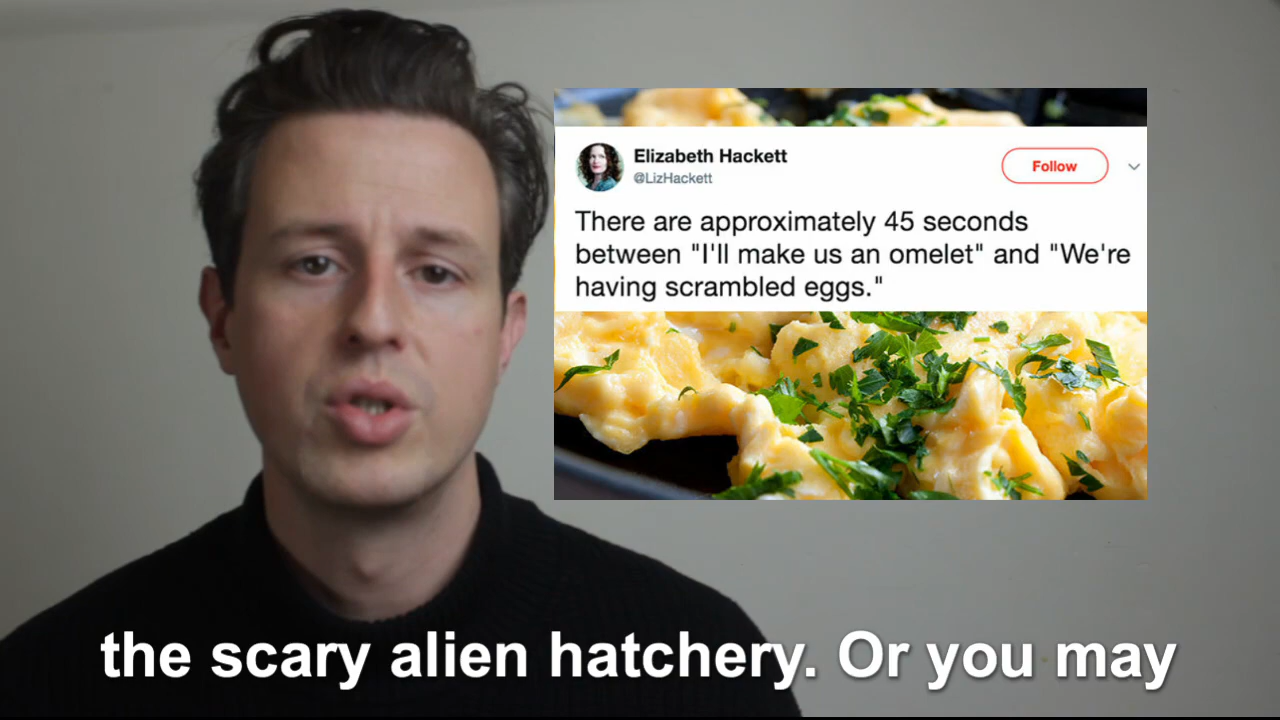 Elizabeth Hackett
@LizHackett
Follow
There are approximately 45 seconds
between "I'll make us an omelet" and "We're
having scrambled eggs."
the scary alien hatchery. Or you may